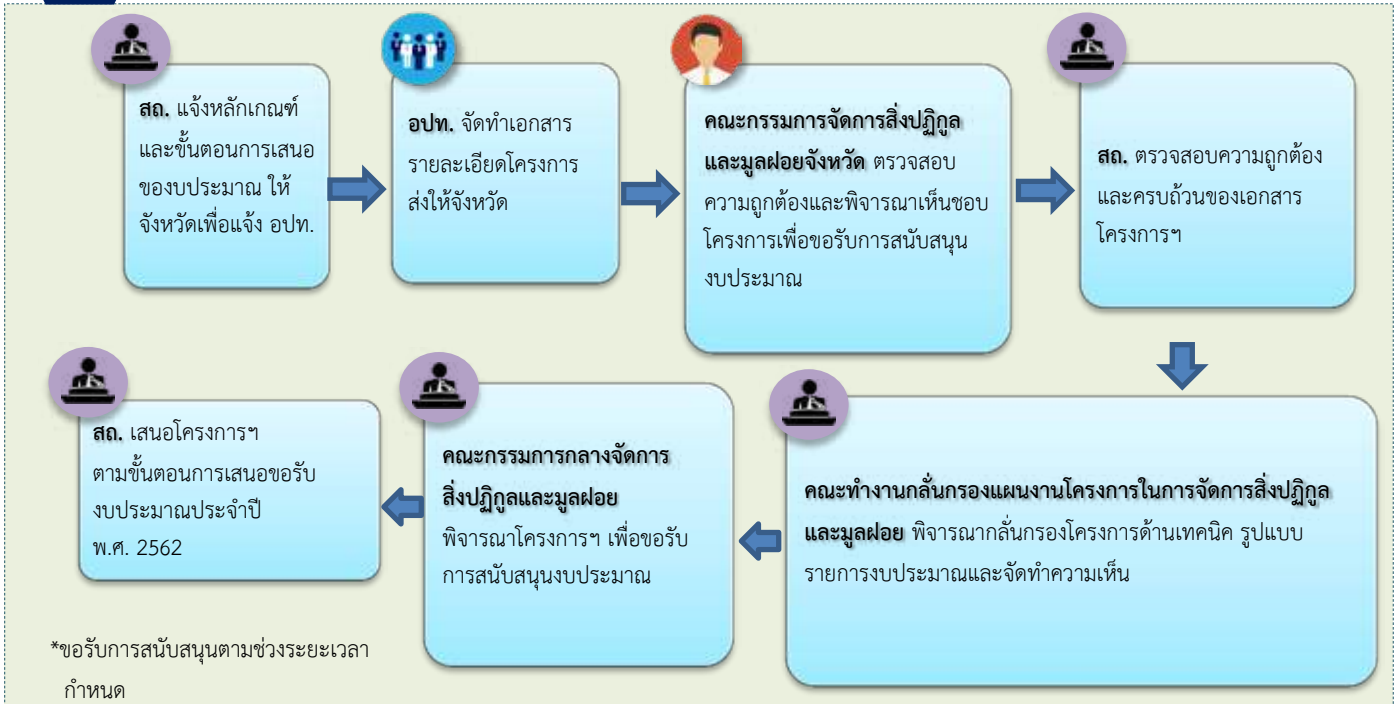 สถ. แจ้งหลักเกณฑ์
และขั้นตอนการเสนอ
ของบประมาณ ให้
จังหวัดเพื่อแจ้ง อปท.
อปท. จัดทำเอกสาร
รายละเอียดโครงการ
ส่งให้จังหวัด
คณะกรรมการจัดการสิ่งปฏิกูล
และมูลฝอยจังหวัด ตรวจสอบ
ความถูกต้องและพิจารณาเห็นชอบ
โครงการเพื่อขอรับการสนับสนุน
งบประมาณ
สถ. ตรวจสอบความถูกต้อง
และครบถ้วนของเอกสาร
โครงการฯ
คณะทำงานกลั่นกรองแผนงานโครงการในการจัดการสิ่งปฏิกูล
และมูลฝอย พิจารณากลั่นกรองโครงการด้านเทคนิค รูปแบบ
รายการงบประมาณและจัดทำความเห็น
คณะกรรมการกลางจัดการ
สิ่งปฏิกูลและมูลฝอย
พิจารณาโครงการฯ เพื่อขอรับ
การสนับสนุนงบประมาณ
สถ. เสนอโครงการฯ
ตามขั้นตอนการเสนอขอรับ
งบประมาณประจำปี
พ.ศ. 2562
*ขอรับการสนับสนุนตามช่วงระยะเวลา
กำหนด